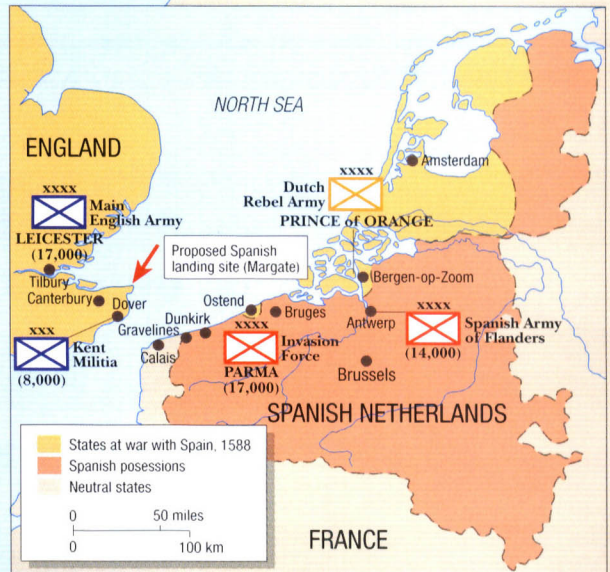 NORTH SEA
ENGLAND
xxxx
Main
English Army
LEICESTER
(17,000)
Tilbury
Canterbury
Dover
xxx
Kent
Militia
(8,000)
Proposed Spanish
landing site (Margate)
xxxx
Dutch
Rebel Army
PRINCE of ORANGE
Amsterdam
Bergen-op-Zoom
Ostend
Bruges
Dunkirk
Gravelines
Calais
Antwerp
xxxx
Invasion
Force
PARMA
(17,000)
xxxx
Spanish Army
of Flanders
(14,000)
Brussels
SPANISH NETHERLANDS
FRANCE
States at war with Spain, 1588
Spanish posessions
Neutral states
0 50 miles
0 100 km